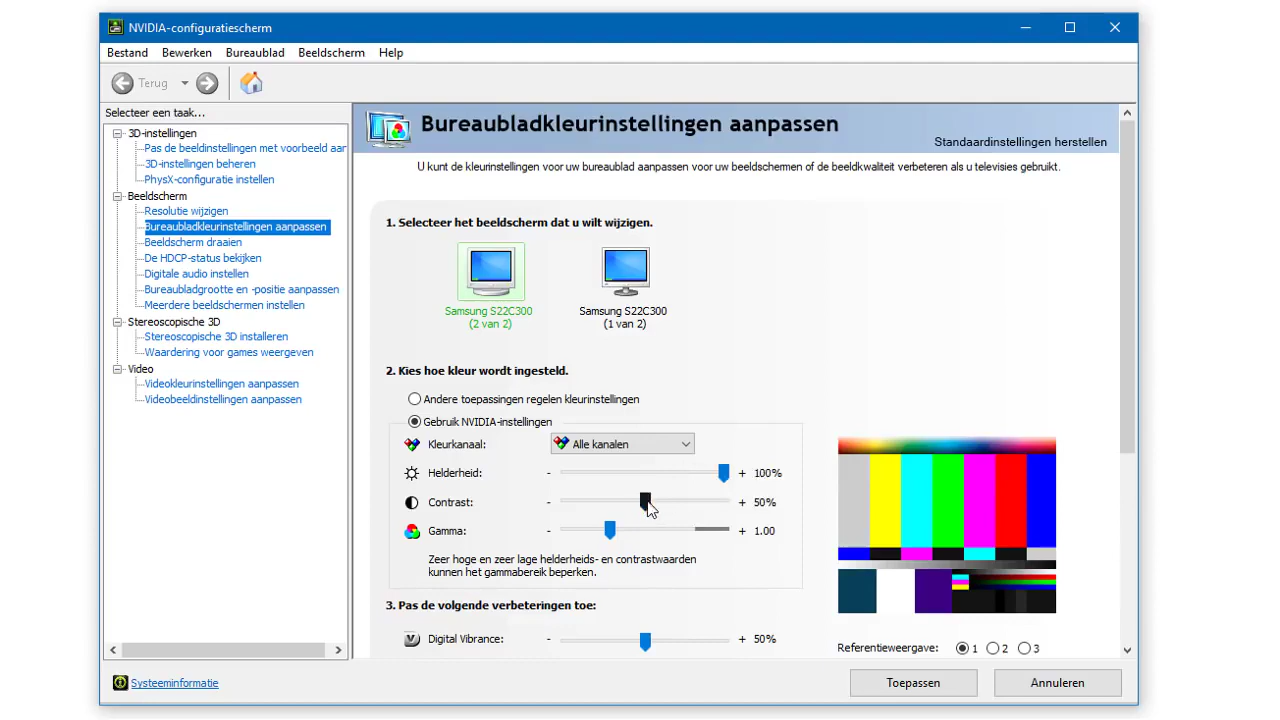 NVIDIA-configuratiescherm
Bestand Bewerken Bureaublad Beeldscherm Help
Terug
Selecteer een taak...
3D-instellingen
Pas de beeldinstellingen met voorbeeld aar
3D-instellingen beheren
PhysX-configuratie instellen
Beeldscherm
Resolutie wijzigen
Bureaubladkleurinstellingen aanpassen
Beeldscherm draaien
De HDCP-status bekijken
Digitale audio instellen
Bureaubladgrootte en -positie aanpassen
Meerdere beeldschermen instellen
Stereoscopische 3D
Stereoscopische 3D installeren
Waardering voor games weergeven
Video
Videokleurinstellingen aanpassen
Videobeeldinstellingen aanpassen
Systeeminformatie
Bureaubladkleurinstellingen aanpassen
Standaardinstellingen herstellen
U kunt de kleurinstellingen voor uw bureaublad aanpassen voor uw beeldschermen of de beeldkwaliteit verbeteren als u televisies gebruikt.
1. Selecteer het beeldscherm dat u wilt wijzigen.
Samsung S22C300 Samsung S22C300
(2 van 2) (1 van 2)
2. Kies hoe kleur wordt ingesteld.
Andere toepassingen regelen kleurinstellingen
Gebruik NVIDIA-instellingen
Kleurkanaal: Alle kanalen
Helderheid: - + 100%
Contrast: - + 50%
Gamma: - + 1.00
Zeer hoge en zeer lage helderheids- en contrastwaarden
kunnen het gammabereik beperken.
3. Pas de volgende verbeteringen toe:
Digital Vibrance: - + 50%
Referentieweergave: 1 2 3
Toepassen Annuleren